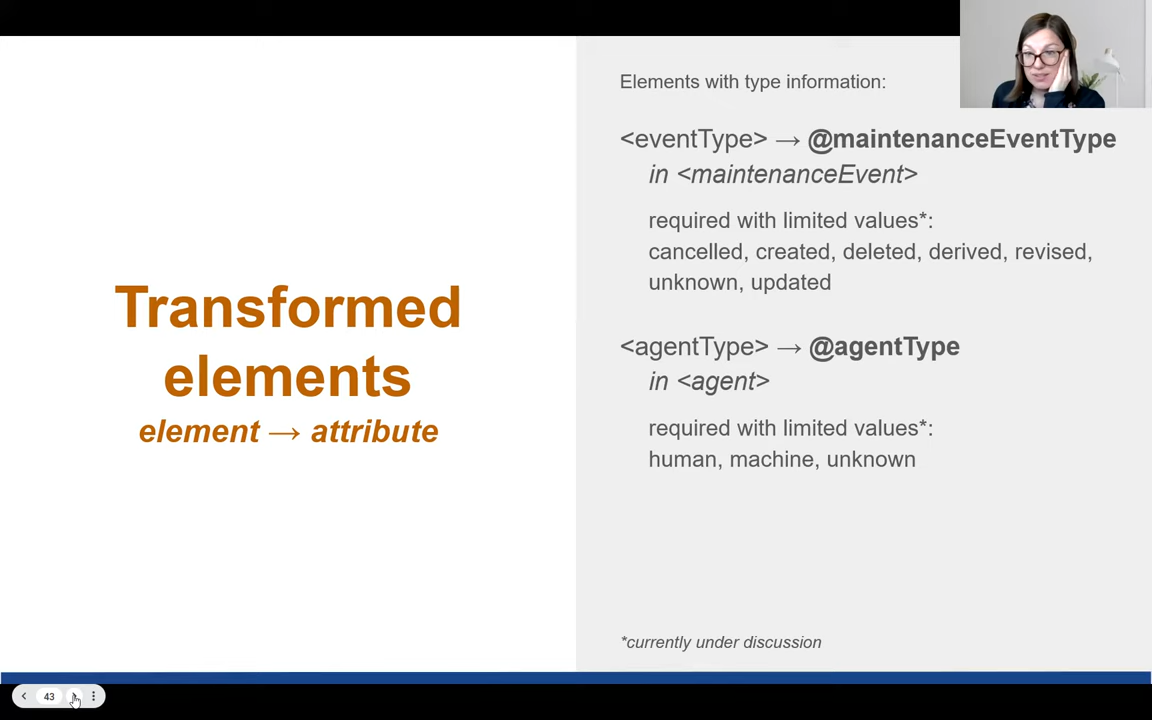 Transformed
elements
element → attribute
Elements with type information:
<eventType> → @maintenanceEventType
in <maintenanceEvent>
required with limited values*:
cancelled, created, deleted, derived, revised,
unknown, updated
<agentType> → @agentType
in <agent>
required with limited values*:
human, machine, unknown
*currently under discussion
43